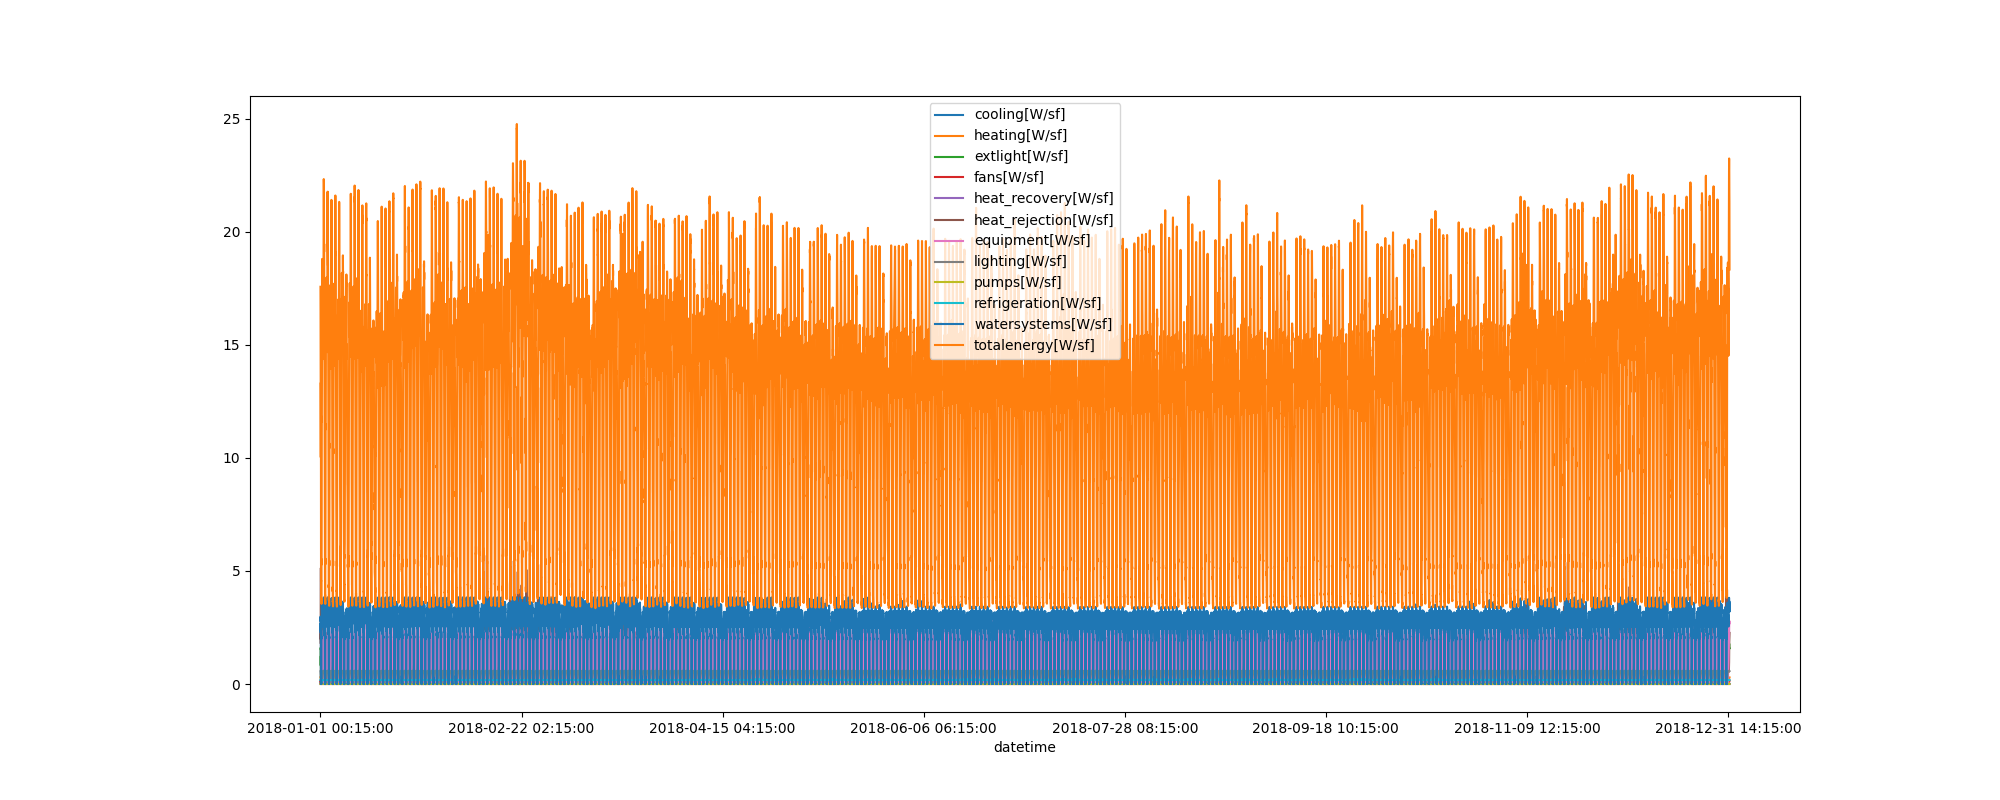 25
20
15
10
5
0
cooling[W/sf]
heating[W/sf]
extlight[W/sf]
fans[W/sf]
heat_recovery[W/sf]
heat_rejection[W/sf]
equipment[W/sf]
lighting[W/sf]
pumps[W/sf]
refrigeration[W/sf]
watersystems[W/sf]
totalenergy[W/sf]
2018-01-01 00:15:00 2018-02-22 02:15:00 2018-04-15 04:15:00 2018-06-06 06:15:00 2018-07-28 08:15:00 2018-09-18 10:15:00 2018-11-09 12:15:00 2018-12-31 14:15:00
datetime